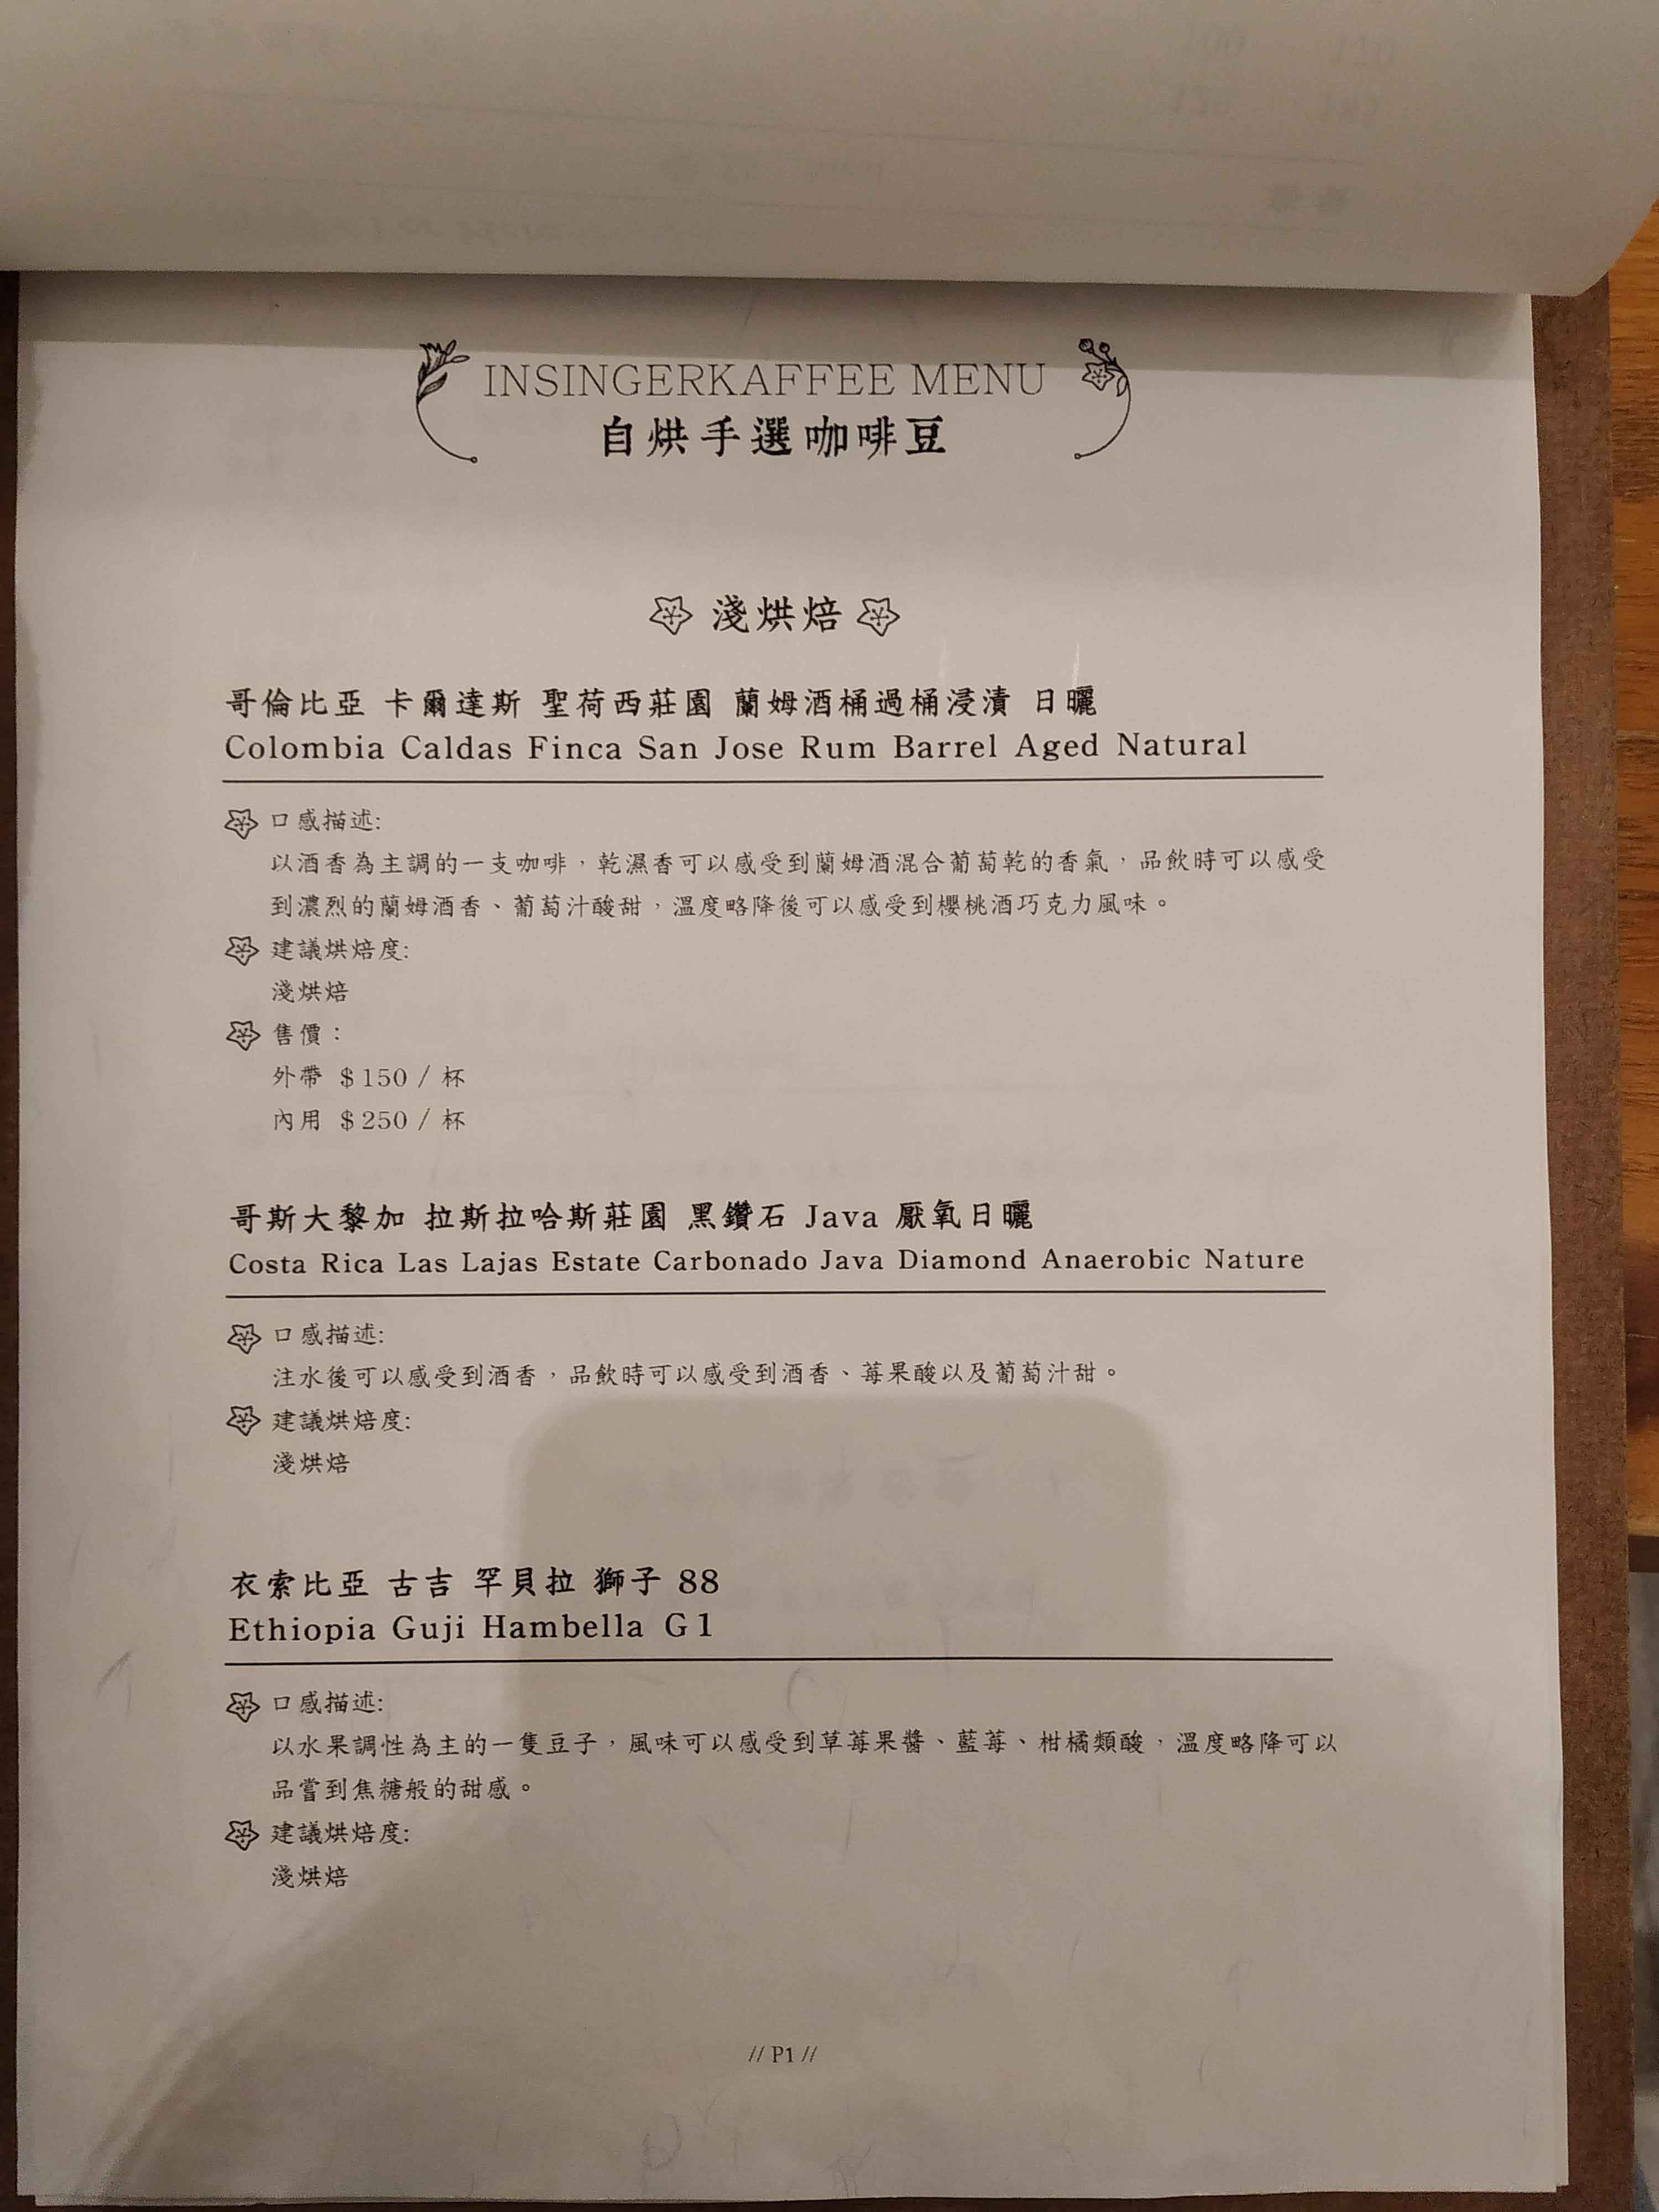 INSINGERKAFFEE MENU
自烘手選咖啡豆
淺烘焙
哥倫比亞 卡爾達斯 聖荷西莊園 蘭姆酒桶過桶浸漬 日曬
Colombia Caldas Finca San Jose Rum Barrel Aged Natural
口感描述:
以酒香為主調的一支咖啡，乾濕香可以感受到蘭姆酒混合葡萄乾的香氣，品飲時可以感受
到濃烈的蘭姆酒香、葡萄汁酸甜，溫度略降後可以感受到櫻桃酒巧克力風味。
建議烘焙度:
淺烘焙
售價：
外帶 $150 / 杯
內用 $250 / 杯
哥斯大黎加 拉斯拉哈斯莊園 黑鑽石 Java 厭氧日曬
Costa Rica Las Lajas Estate Carbonado Java Diamond Anaerobic Nature
口感描述:
注水後可以感受到酒香，品飲時可以感受到酒香、莓果酸以及葡萄汁甜。
建議烘焙度:
淺烘焙
衣索比亞 古吉 罕貝拉 獅子 88
Ethiopia Guji Hambella G1
口感描述:
以水果調性為主的一隻豆子，風味可以感受到草莓果醬、藍莓、柑橘類酸，溫度略降可以
品嘗到焦糖般的甜感。
建議烘焙度:
淺烘焙
// P1 //